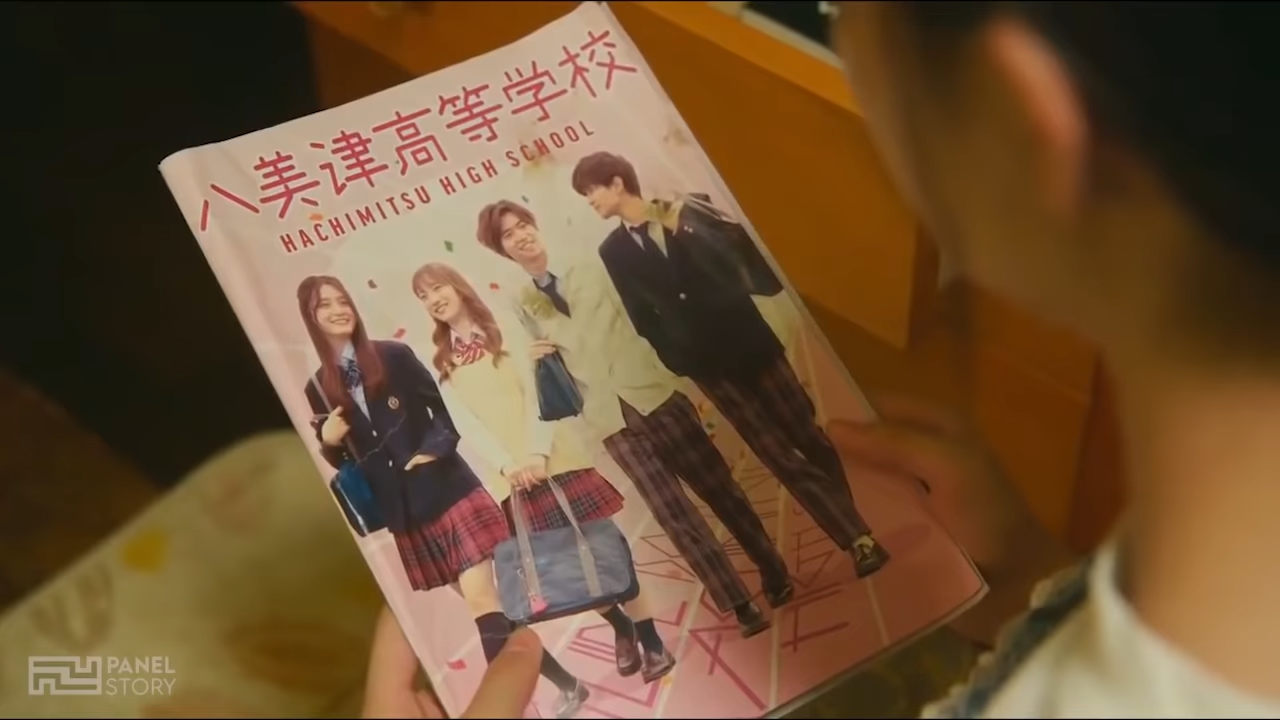 八美津高等学校
HACHIMITSU HIGH SCHOOL
PANEL
STORY